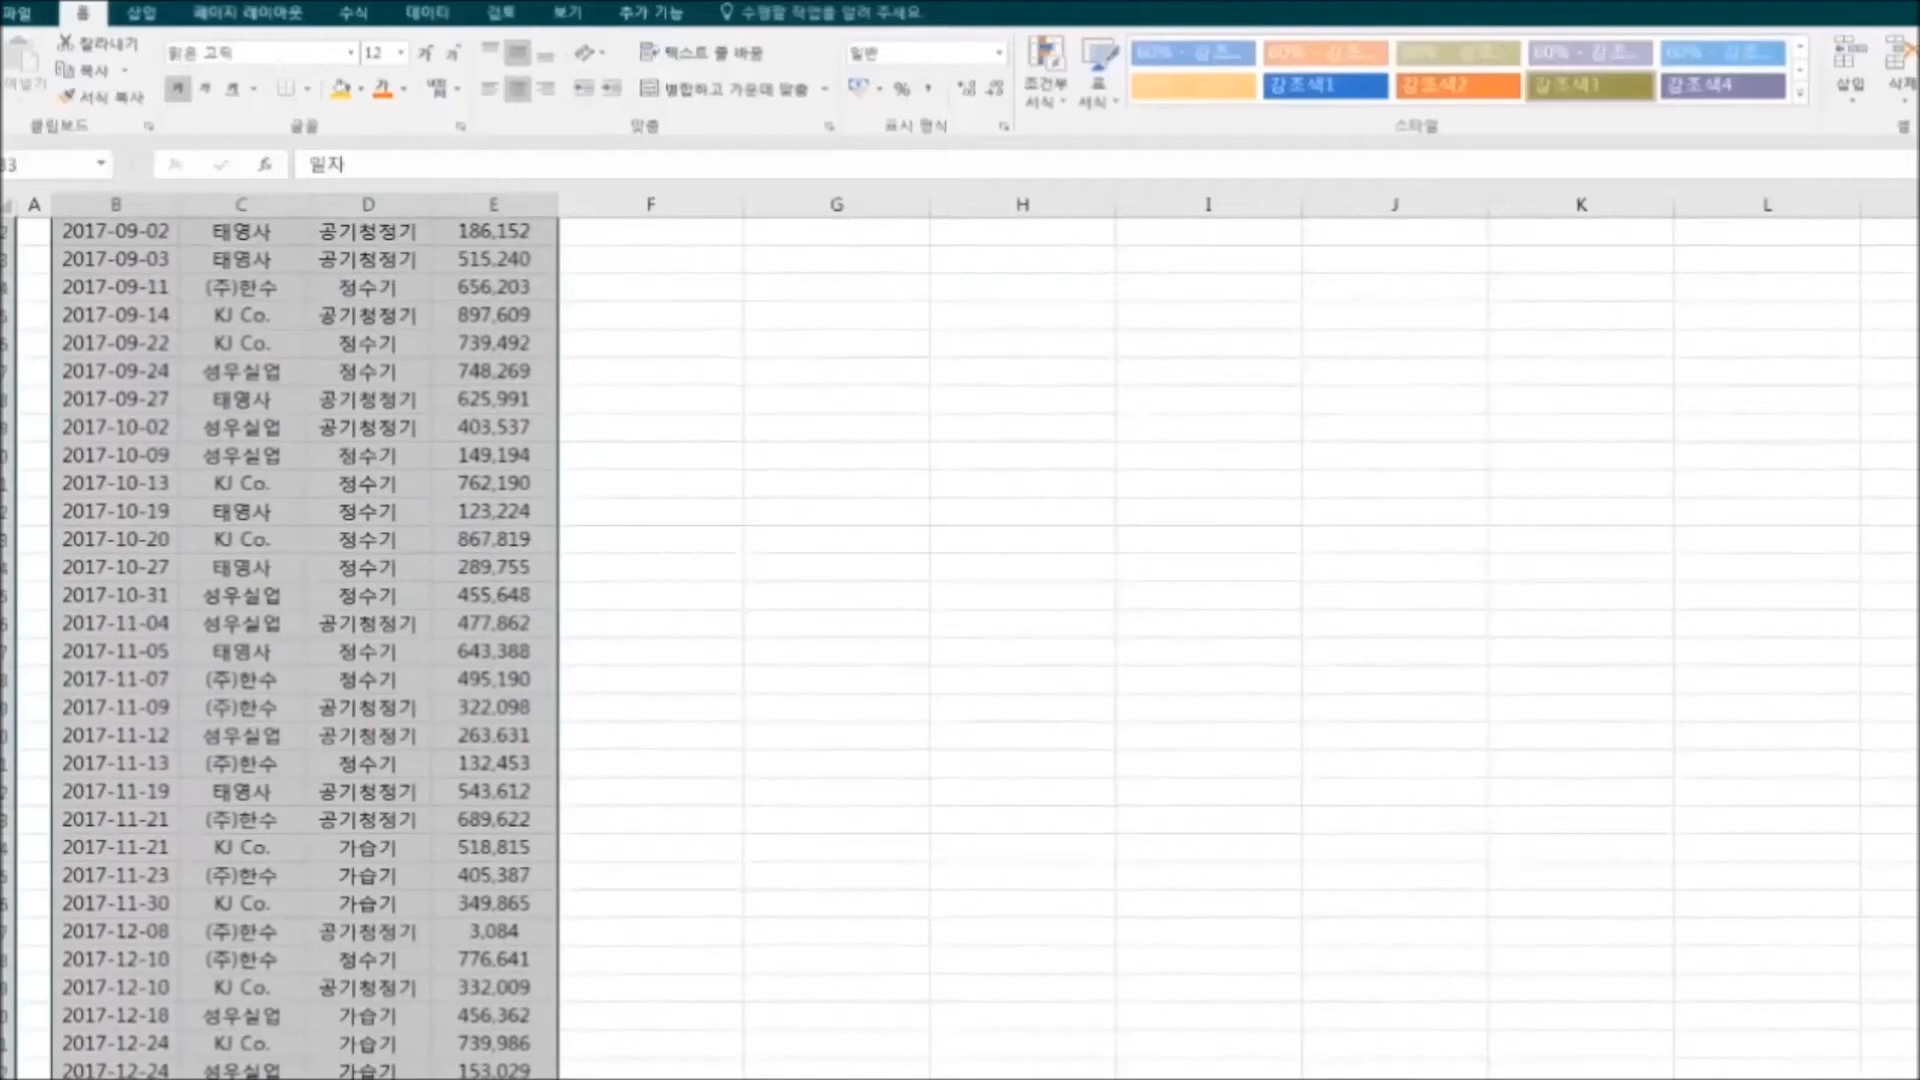 파일 홈 삽입 페이지 레이아웃 수식 데이터 검토 보기 추가 기능 수행할 작업을 알려 주세요.
잘라내기 맑은 고딕 12 가 가 텍스트 줄 바꿈 일반 60% - 강조... 60% - 강조... 60% - 강조... 60% - 강조... 60% - 강조...
복사
서식 복사 가 가 가 가 병합하고 가운데 맞춤 % 조건부 표 강조색1 강조색2 강조색3 강조색4 삽입 삭제
서식 서식
클립보드 글꼴 맞춤 표시 형식 스타일 셀
B3 fx 일자
A B C D E F G H I J K L
2017-09-02 태영사 공기청정기 186,152
2017-09-03 태영사 공기청정기 515,240
2017-09-11 (주)한수 정수기 656,203
2017-09-14 KJ Co. 공기청정기 897,609
2017-09-22 KJ Co. 정수기 739,492
2017-09-24 성우실업 정수기 748,269
2017-09-27 태영사 공기청정기 625,991
2017-10-02 성우실업 공기청정기 403,537
2017-10-09 성우실업 정수기 149,194
2017-10-13 KJ Co. 정수기 762,190
2017-10-19 태영사 정수기 123,224
2017-10-20 KJ Co. 정수기 867,819
2017-10-27 태영사 정수기 289,755
2017-10-31 성우실업 정수기 455,648
2017-11-04 성우실업 공기청정기 477,862
2017-11-05 태영사 정수기 643,388
2017-11-07 (주)한수 정수기 495,190
2017-11-09 (주)한수 공기청정기 322,098
2017-11-12 성우실업 공기청정기 263,631
2017-11-13 (주)한수 정수기 132,453
2017-11-19 태영사 공기청정기 543,612
2017-11-21 (주)한수 공기청정기 689,622
2017-11-21 KJ Co. 가습기 518,815
2017-11-23 (주)한수 가습기 405,387
2017-11-30 KJ Co. 가습기 349,865
2017-12-08 (주)한수 공기청정기 3,084
2017-12-10 (주)한수 정수기 776,641
2017-12-10 KJ Co. 공기청정기 332,009
2017-12-18 성우실업 가습기 456,362
2017-12-24 KJ Co. 가습기 739,986
2017-12-24 성우실업 가습기 153,029